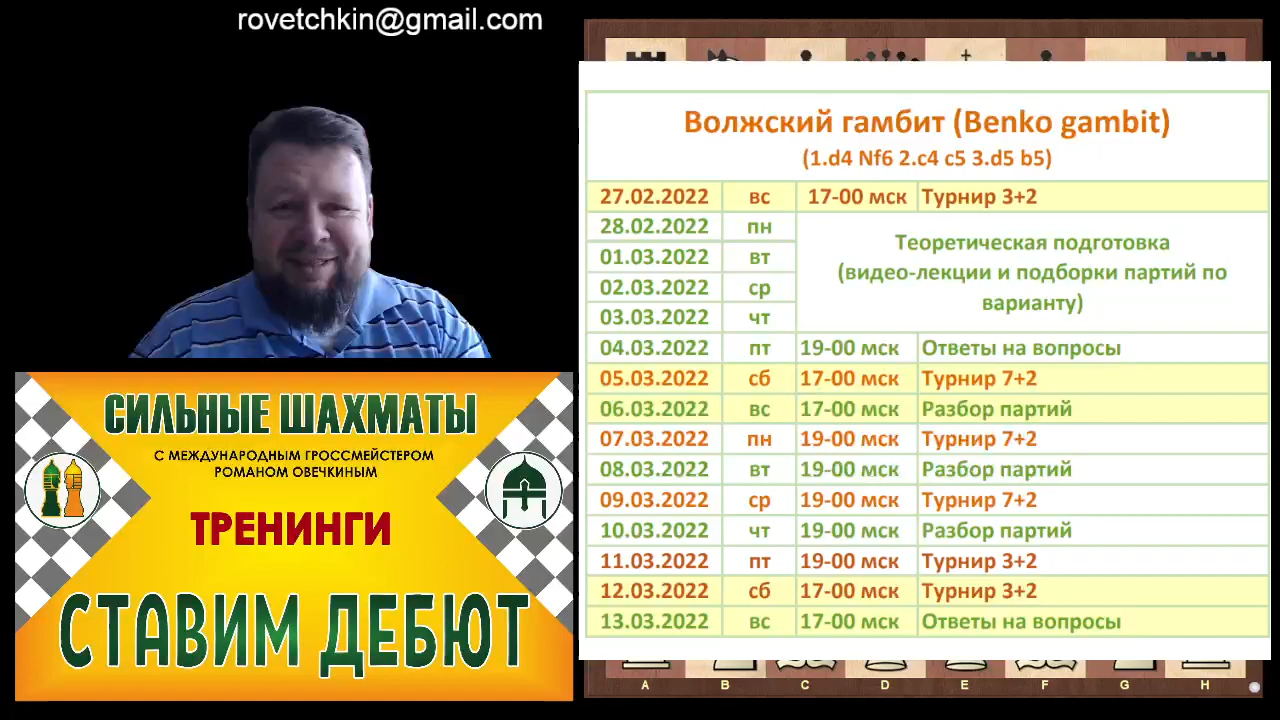 rovetchkin@gmail.com
СИЛЬНЫЕ ШАХМАТЫ
С МЕЖДУНАРОДНЫМ ГРОССМЕЙСТЕРОМ
РОМАНОМ ОВЕЧКИНЫМ
ТРЕНИНГИ
СТАВИМ ДЕБЮТ
Волжский гамбит (Benko gambit)
(1.d4 Nf6 2.c4 c5 3.d5 b5)
27.02.2022 вс 17-00 мск Турнир 3+2
28.02.2022 пн
01.03.2022 вт
02.03.2022 ср
03.03.2022 чт
Теоретическая подготовка
(видео-лекции и подборки партий по
варианту)
04.03.2022 пт 19-00 мск Ответы на вопросы
05.03.2022 сб 17-00 мск Турнир 7+2
06.03.2022 вс 17-00 мск Разбор партий
07.03.2022 пн 19-00 мск Турнир 7+2
08.03.2022 вт 19-00 мск Разбор партий
09.03.2022 ср 19-00 мск Турнир 7+2
10.03.2022 чт 19-00 мск Разбор партий
11.03.2022 пт 19-00 мск Турнир 3+2
12.03.2022 сб 17-00 мск Турнир 3+2
13.03.2022 вс 17-00 мск Ответы на вопросы
A B C D E F G H